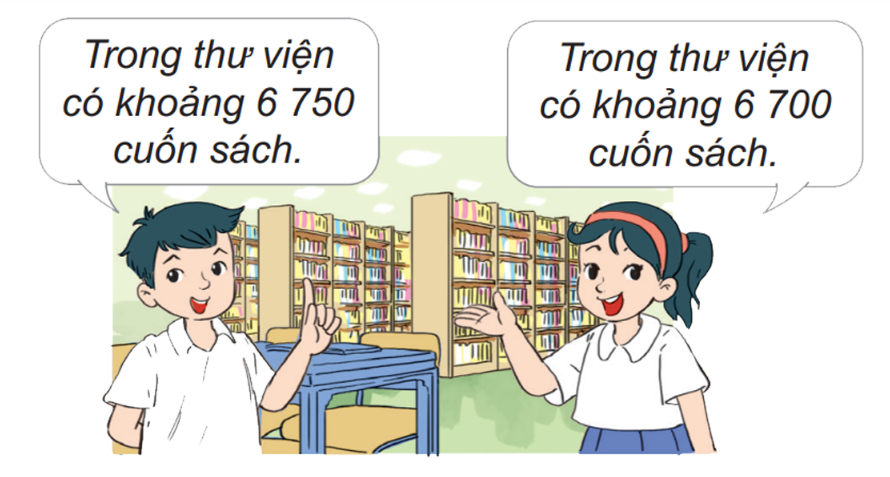 Trong thư viện
có khoảng 6 750
cuốn sách.
Trong thư viện
có khoảng 6 700
cuốn sách.